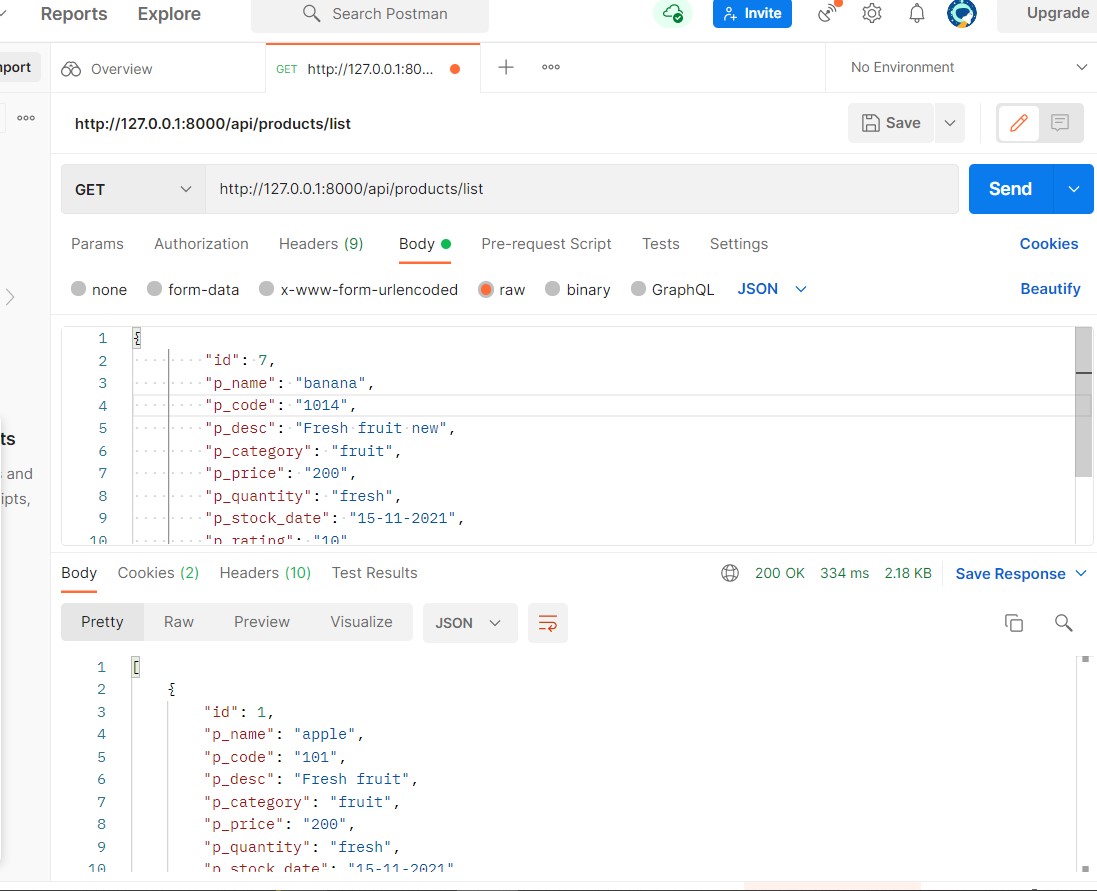 Reports Explore Search Postman Invite Upgrade
mport Overview GET http://127.0.0.1:80... No Environment
http://127.0.0.1:8000/api/products/list Save
GET http://127.0.0.1:8000/api/products/list Send
Params Authorization Headers (9) Body Pre-request Script Tests Settings Cookies
none form-data x-www-form-urlencoded raw binary GraphQL JSON Beautify
1 {
2 "id": 7,
3 "p_name": "banana",
4 "p_code": "1014",
5 "p_desc": "Fresh fruit new",
6 "p_category": "fruit",
7 "p_price": "200",
8 "p_quantity": "fresh",
9 "p_stock_date": "15-11-2021",
10 "p_rating": "10"
ts
and
ipts,
Body Cookies (2) Headers (10) Test Results 200 OK 334 ms 2.18 KB Save Response
Pretty Raw Preview Visualize JSON
1 [
2 {
3 "id": 1,
4 "p_name": "apple",
5 "p_code": "101",
6 "p_desc": "Fresh fruit",
7 "p_category": "fruit",
8 "p_price": "200",
9 "p_quantity": "fresh",
10 "p_stock_date": "15-11-2021"